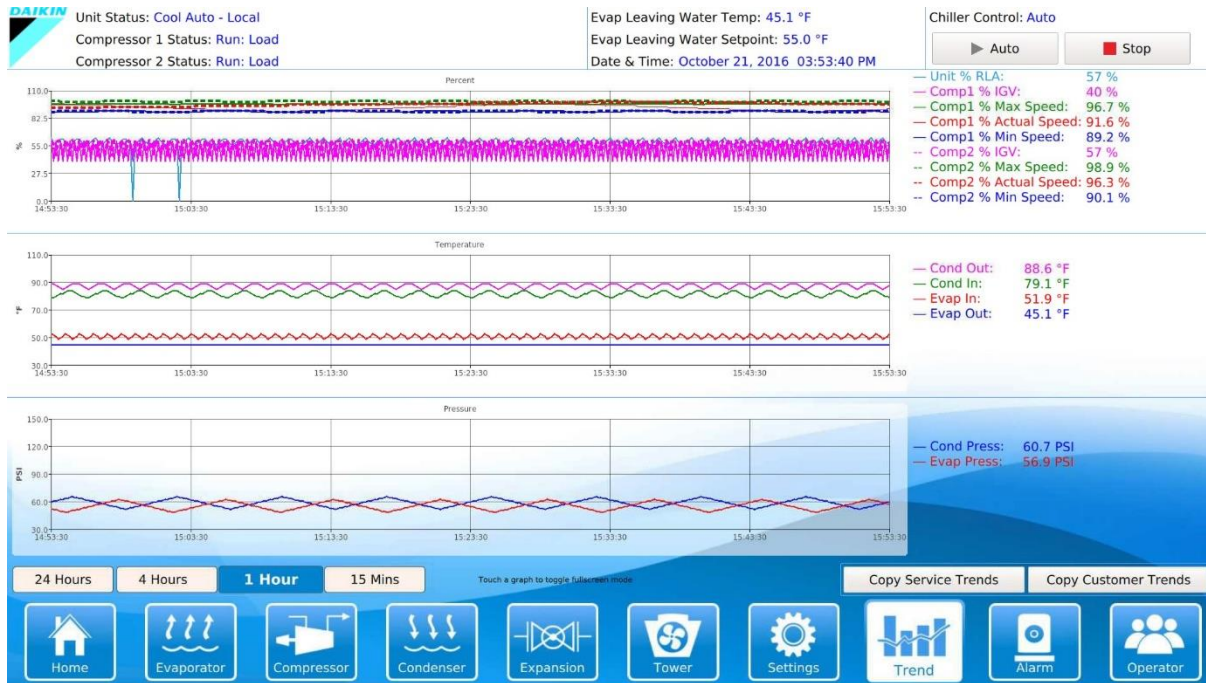 DAIKIN
Unit Status: Cool Auto - Local
Compressor 1 Status: Run: Load
Compressor 2 Status: Run: Load
Evap Leaving Water Temp: 45.1 °F
Evap Leaving Water Setpoint: 55.0 °F
Date & Time: October 21, 2016 03:53:40 PM
Chiller Control: Auto
Auto
Stop
Percent
110.0
82.5
55.0
27.5
0.0
%
14:53:30 15:03:30 15:13:30 15:23:30 15:33:30 15:43:30 15:53:30
— Unit % RLA: 57 %
— Comp1 % IGV: 40 %
— Comp1 % Max Speed: 96.7 %
— Comp1 % Actual Speed: 91.6 %
— Comp1 % Min Speed: 89.2 %
-- Comp2 % IGV: 57 %
-- Comp2 % Max Speed: 98.9 %
-- Comp2 % Actual Speed: 96.3 %
-- Comp2 % Min Speed: 90.1 %
Temperature
110.0
90.0
70.0
50.0
30.0
°F
14:53:30 15:03:30 15:13:30 15:23:30 15:33:30 15:43:30 15:53:30
— Cond Out: 88.6 °F
— Cond In: 79.1 °F
— Evap In: 51.9 °F
— Evap Out: 45.1 °F
Pressure
150.0
120.0
90.0
60.0
30.0
PSI
14:53:30 15:03:30 15:13:30 15:23:30 15:33:30 15:43:30 15:53:30
— Cond Press: 60.7 PSI
— Evap Press: 56.9 PSI
24 Hours 4 Hours 1 Hour 15 Mins
Touch a graph to toggle fullscreen mode
Copy Service Trends Copy Customer Trends
Home Evaporator Compressor Condenser Expansion Tower Settings Trend Alarm Operator